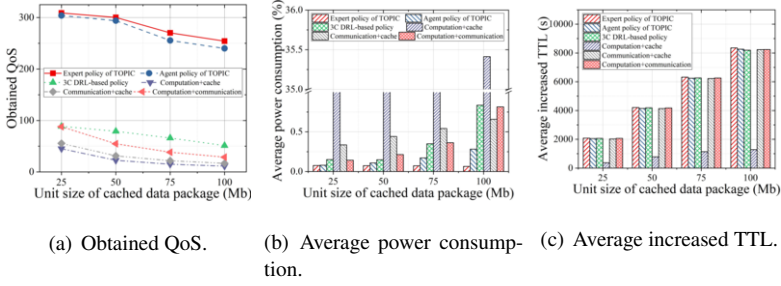 (a)
300
200
100
0
Obtained QoS
Expert policy of TOPIC
Agent policy of TOPIC
3C DRL-based policy
Computation+cache
Communication+cache
Computation+communication
25 50 75 100
Unit size of cached data package (Mb)
(b)
36.0
35.5
35.0
0.5
0.0
Average power consumption (%)
Expert policy of TOPIC
Agent policy of TOPIC
3C DRL-based policy
Computation+cache
Communication+cache
Computation+communication
25 50 75 100
Unit size of cached data package (Mb)
(c)
10000
8000
6000
4000
2000
0
Average increased TTL (s)
Expert policy of TOPIC
Agent policy of TOPIC
3C DRL-based policy
Computation+cache
Communication+cache
Computation+communication
25 50 75 100
Unit size of cached data package (Mb)
(a) Obtained QoS.
(b) Average power consump-
tion.
(c) Average increased TTL.